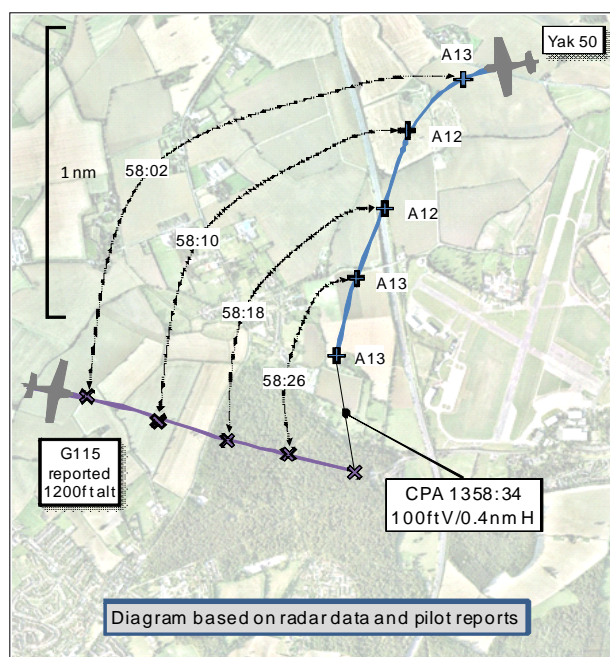 Yak 50
A13
A12
A12
A13
A13
1 nm
58:02
58:10
58:18
58:26
G115
reported
1200ft alt
CPA 1358:34
100ft V/0.4nm H
Diagram based on radar data and pilot reports